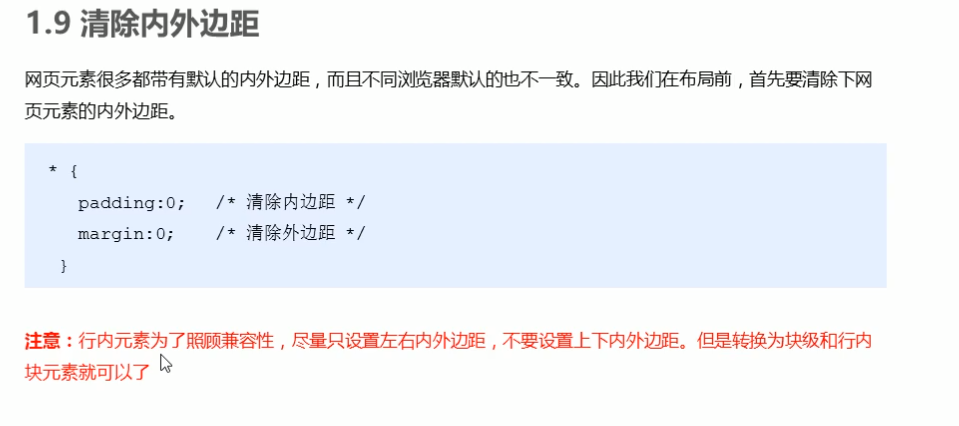 1.9 清除内外边距
网页元素很多都带有默认的内外边距，而且不同浏览器默认的也不一致。因此我们在布局前，首先要清除下网
页元素的内外边距。
* {
padding:0;   /* 清除内边距 */
margin:0;    /* 清除外边距 */
}
注意：行内元素为了照顾兼容性，尽量只设置左右内外边距，不要设置上下内外边距。但是转换为块级和行内
块元素就可以了